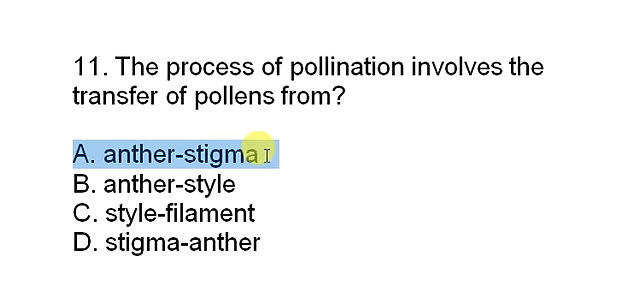 11. The process of pollination involves the
transfer of pollens from?
A. anther-stigma
B. anther-style
C. style-filament
D. stigma-anther